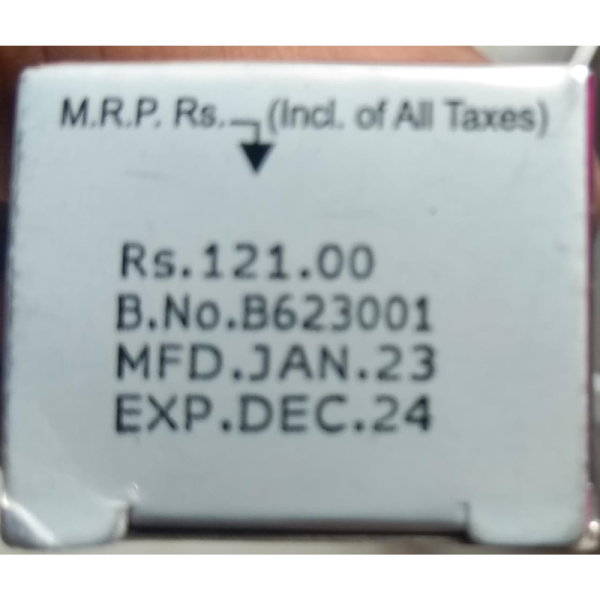 M.R.P. Rs. (Incl. of All Taxes)
Rs.121.00
B.No.B623001
MFD.JAN.23
EXP.DEC.24